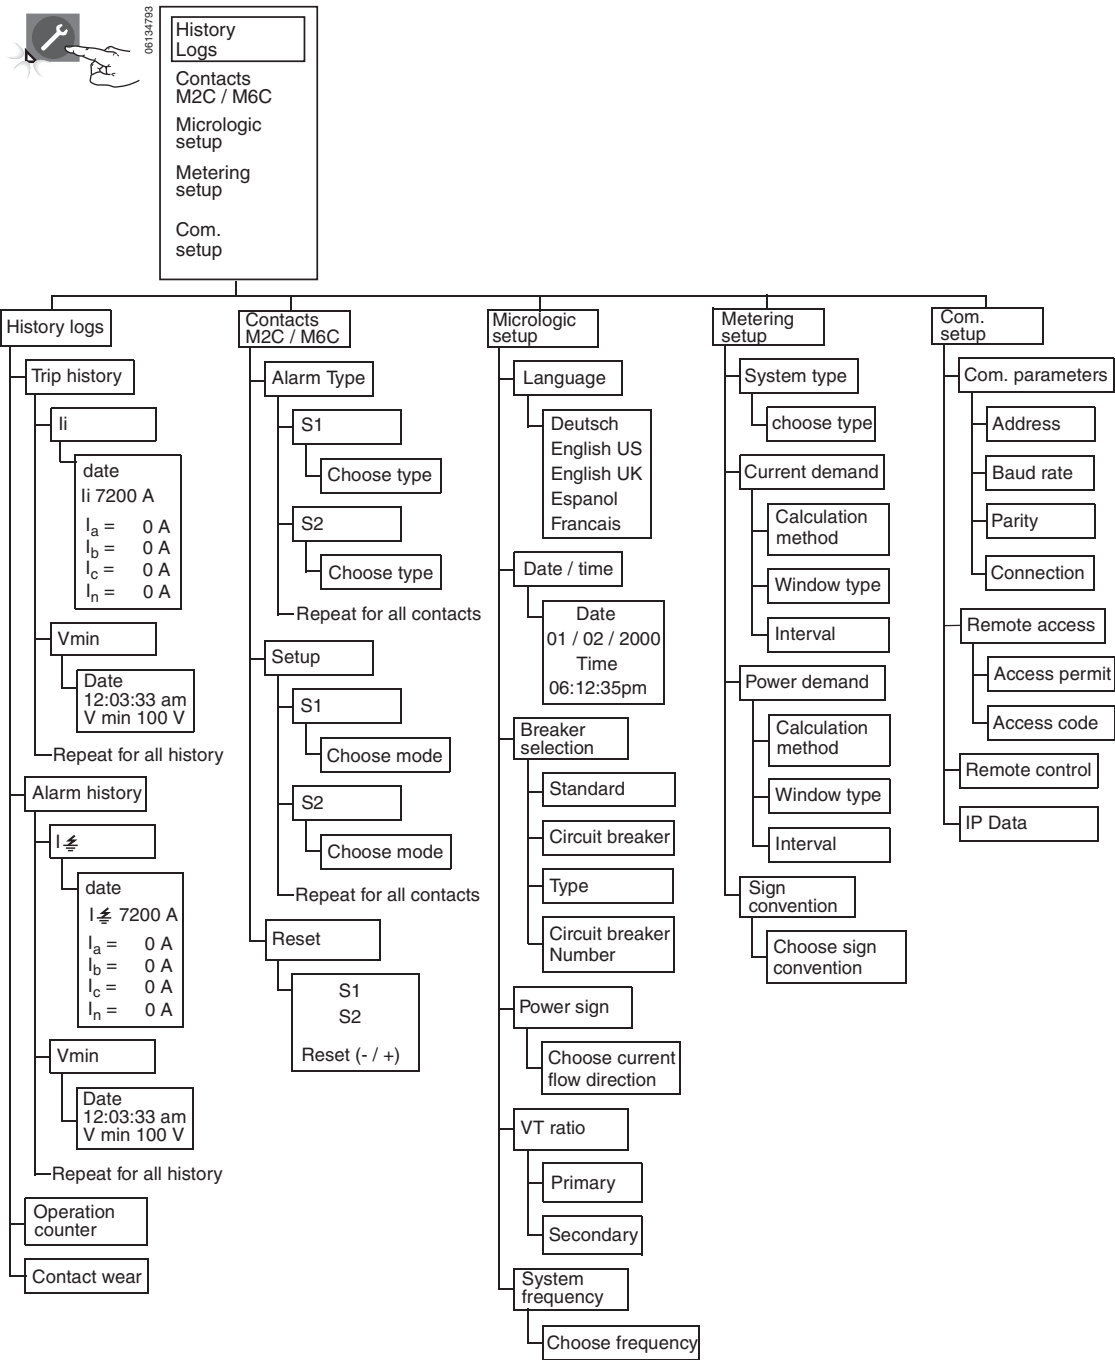 06134793
History
Logs
Contacts
M2C / M6C
Micrologic
setup
Metering
setup
Com.
setup
History logs
Trip history
Ii
date
Ii 7200 A
Ia = 0 A
Ib = 0 A
Ic = 0 A
In = 0 A
Vmin
Date
12:03:33 am
V min 100 V
Repeat for all history
Alarm history
I
date
I 7200 A
Ia = 0 A
Ib = 0 A
Ic = 0 A
In = 0 A
Vmin
Date
12:03:33 am
V min 100 V
Repeat for all history
Operation
counter
Contact wear
Contacts
M2C / M6C
Alarm Type
S1
Choose type
S2
Choose type
Repeat for all contacts
Setup
S1
Choose mode
S2
Choose mode
Repeat for all contacts
Reset
S1
S2
Reset (- / +)
Micrologic
setup
Language
Deutsch
English US
English UK
Espanol
Francais
Date / time
Date
01 / 02 / 2000
Time
06:12:35pm
Breaker
selection
Standard
Circuit breaker
Type
Circuit breaker
Number
Power sign
Choose current
flow direction
VT ratio
Primary
Secondary
System
frequency
Choose frequency
Metering
setup
System type
choose type
Current demand
Calculation
method
Window type
Interval
Power demand
Calculation
method
Window type
Interval
Sign
convention
Choose sign
convention
Com.
setup
Com. parameters
Address
Baud rate
Parity
Connection
Remote access
Access permit
Access code
Remote control
IP Data